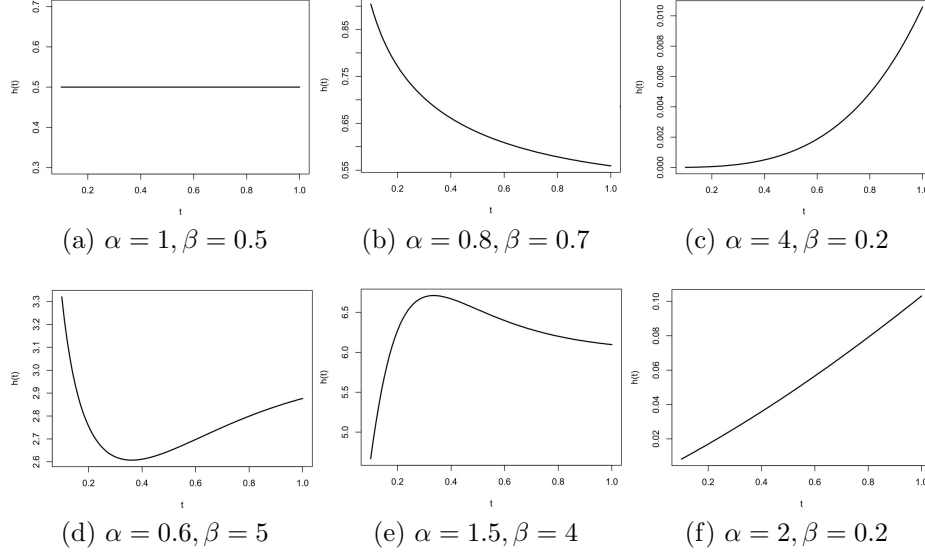 0.3 0.4 0.5 0.6 0.7
h(t)
0.2 0.4 0.6 0.8 1.0
t
(a) α = 1, β = 0.5
0.55 0.65 0.75 0.85
h(t)
0.2 0.4 0.6 0.8 1.0
t
(b) α = 0.8, β = 0.7
0.000 0.002 0.004 0.006 0.008 0.010
h(t)
0.2 0.4 0.6 0.8 1.0
t
(c) α = 4, β = 0.2
2.6 2.7 2.8 2.9 3.0 3.1 3.2 3.3
h(t)
0.2 0.4 0.6 0.8 1.0
t
(d) α = 0.6, β = 5
5.0 5.5 6.0 6.5
h(t)
0.2 0.4 0.6 0.8 1.0
t
(e) α = 1.5, β = 4
0.02 0.04 0.06 0.08 0.10
h(t)
0.2 0.4 0.6 0.8 1.0
t
(f) α = 2, β = 0.2